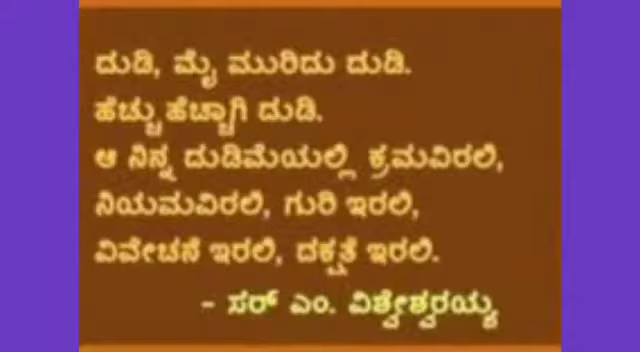 ದುಡಿ, ಮೈ ಮುರಿದು ದುಡಿ.
ಹೆಚ್ಚು ಹೆಚ್ಚಾಗಿ ದುಡಿ.
ಆ ನಿನ್ನ ದುಡಿಮೆಯಲ್ಲಿ ಕ್ರಮವಿರಲಿ,
ನಿಯಮವಿರಲಿ, ಗುರಿ ಇರಲಿ,
ವಿವೇಚನೆ ಇರಲಿ, ದಕ್ಷತೆ ಇರಲಿ.
- ಸರ್ ಎಂ. ವಿಶ್ವೇಶ್ವರಯ್ಯ